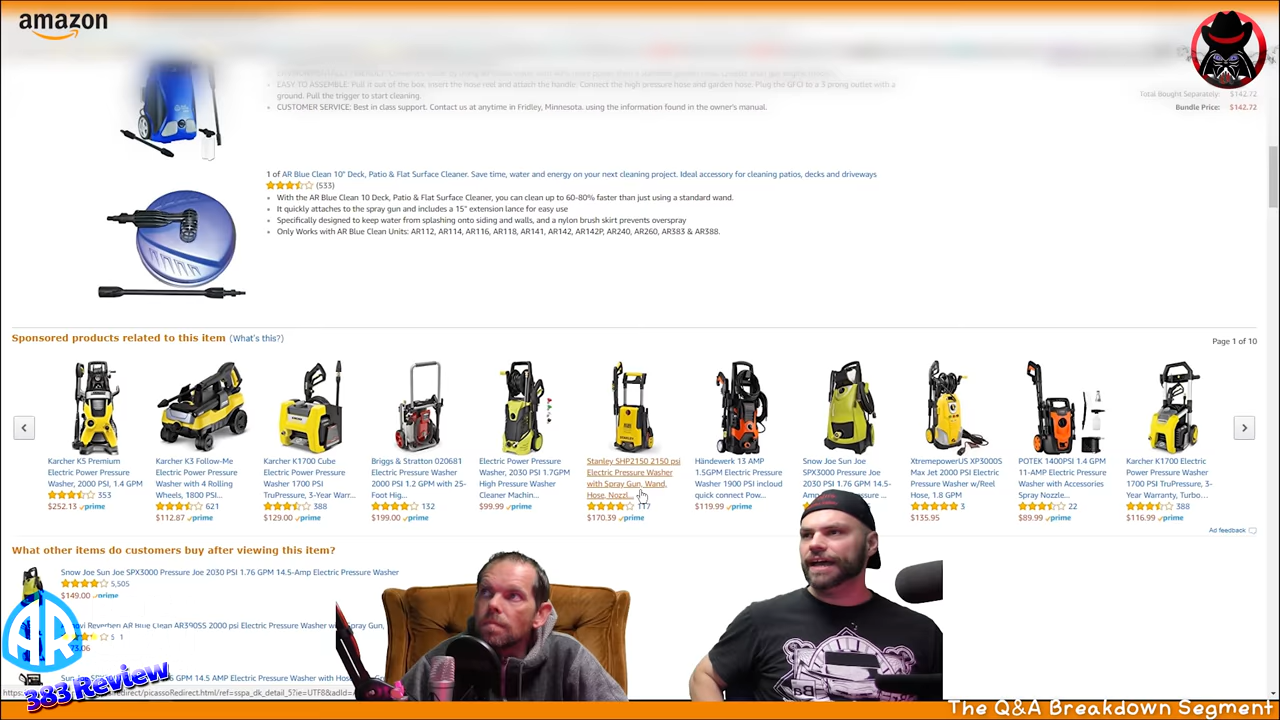 amazon
EASY TO ASSEMBLE: Pull it out of the box, insert the hose reel and attach the handle. Connect the high pressure hose and garden hose. Plug the GFCI to a 3 prong outlet with a
ground. Pull the trigger to start cleaning.
CUSTOMER SERVICE: Best in class support. Contact us at anytime in Fridley, Minnesota. using the information found in the owner's manual.
Total Bought Separately: $142.72
Bundle Price: $142.72
1 of AR Blue Clean 10" Deck, Patio & Flat Surface Cleaner. Save time, water and energy on your next cleaning project. Ideal accessory for cleaning patios, decks and driveways
(533)
With the AR Blue Clean 10 Deck, Patio & Flat Surface Cleaner, you can clean up to 60-80% faster than just using a standard wand.
It quickly attaches to the spray gun and includes a 15" extension lance for easy use
Specifically designed to keep water from splashing onto siding and walls, and a nylon brush skirt prevents overspray
Only Works with AR Blue Clean Units: AR112, AR114, AR116, AR118, AR141, AR142, AR142P, AR240, AR260, AR383 & AR388.
Sponsored products related to this item (What's this?)
Page 1 of 10
Karcher K5 Premium
Electric Power Pressure
Washer, 2000 PSI, 1.4 GPM
353
$252.13 prime
Karcher K3 Follow-Me
Electric Power Pressure
Washer with 4 Rolling
Wheels, 1800 PSI...
621
$112.87 prime
Karcher K1700 Cube
Electric Power Pressure
Washer 1700 PSI
TruPressure, 3-Year Warr...
388
$129.00 prime
Briggs & Stratton 020681
Electric Pressure Washer
2000 PSI 1.2 GPM with 25-
Foot Hig...
132
$199.00 prime
Electric Power Pressure
Washer, 2030 PSI 1.7GPM
High Pressure Washer
Cleaner Machin...
$99.99 prime
Stanley SHP2150 2150 psi
Electric Pressure Washer
with Spray Gun, Wand,
Hose, Nozzl...
117
$170.39 prime
Händewerk 13 AMP
1.5GPM Electric Pressure
Washer 1900 PSI incloud
quick connect Pow...
$119.99 prime
Snow Joe Sun Joe
SPX3000 Pressure Joe
2030 PSI 1.76 GPM 14.5-
XtremepowerUS XP3000S
Max Jet 2000 PSI Electric
Pressure Washer w/Reel
Hose, 1.8 GPM
3
$135.95
POTEK 1400PSI 1.4 GPM
11-AMP Electric Pressure
Washer with Accessories
Spray Nozzle...
22
$89.99 prime
Karcher K1700 Electric
Power Pressure Washer
1700 PSI TruPressure, 3-
Year Warranty, Turbo...
388
$116.99 prime
Ad feedback
What other items do customers buy after viewing this item?
Snow Joe Sun Joe SPX3000 Pressure Joe 2030 PSI 1.76 GPM 14.5-Amp Electric Pressure Washer
5,505
$149.00 prime
AR Blue Clean AR390SS 2000 psi Electric Pressure Washer with Spray Gun,
AR
383 Review
The Q&A Breakdown Segment